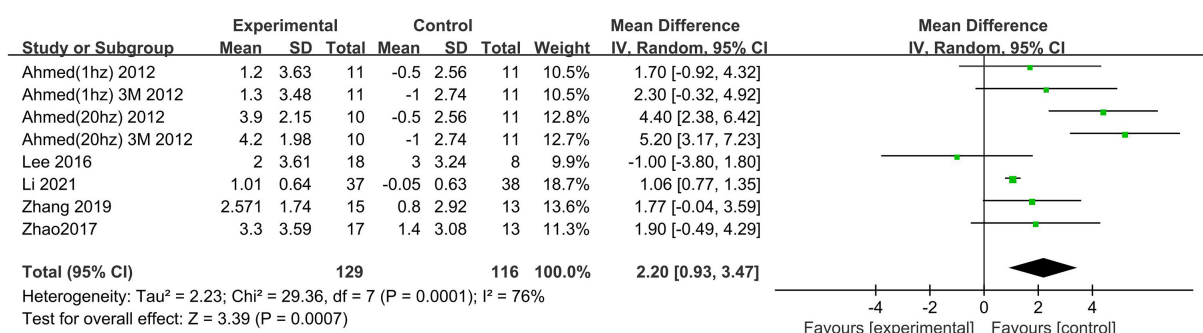 Experimental Control Mean Difference Mean Difference
Study or Subgroup Mean SD Total Mean SD Total Weight IV, Random, 95% CI IV, Random, 95% CI
Ahmed(1hz) 2012 1.2 3.63 11 -0.5 2.56 11 10.5% 1.70 [-0.92, 4.32]
Ahmed(1hz) 3M 2012 1.3 3.48 11 -1 2.74 11 10.5% 2.30 [-0.32, 4.92]
Ahmed(20hz) 2012 3.9 2.15 10 -0.5 2.56 11 12.8% 4.40 [2.38, 6.42]
Ahmed(20hz) 3M 2012 4.2 1.98 10 -1 2.74 11 12.7% 5.20 [3.17, 7.23]
Lee 2016 2 3.61 18 3 3.24 8 9.9% -1.00 [-3.80, 1.80]
Li 2021 1.01 0.64 37 -0.05 0.63 38 18.7% 1.06 [0.77, 1.35]
Zhang 2019 2.571 1.74 15 0.8 2.92 13 13.6% 1.77 [-0.04, 3.59]
Zhao2017 3.3 3.59 17 1.4 3.08 13 11.3% 1.90 [-0.49, 4.29]
Total (95% CI) 129 116 100.0% 2.20 [0.93, 3.47]
Heterogeneity: Tau² = 2.23; Chi² = 29.36, df = 7 (P = 0.0001); I² = 76%
Test for overall effect: Z = 3.39 (P = 0.0007)
-4 -2 0 2 4
Favours [experimental] Favours [control]